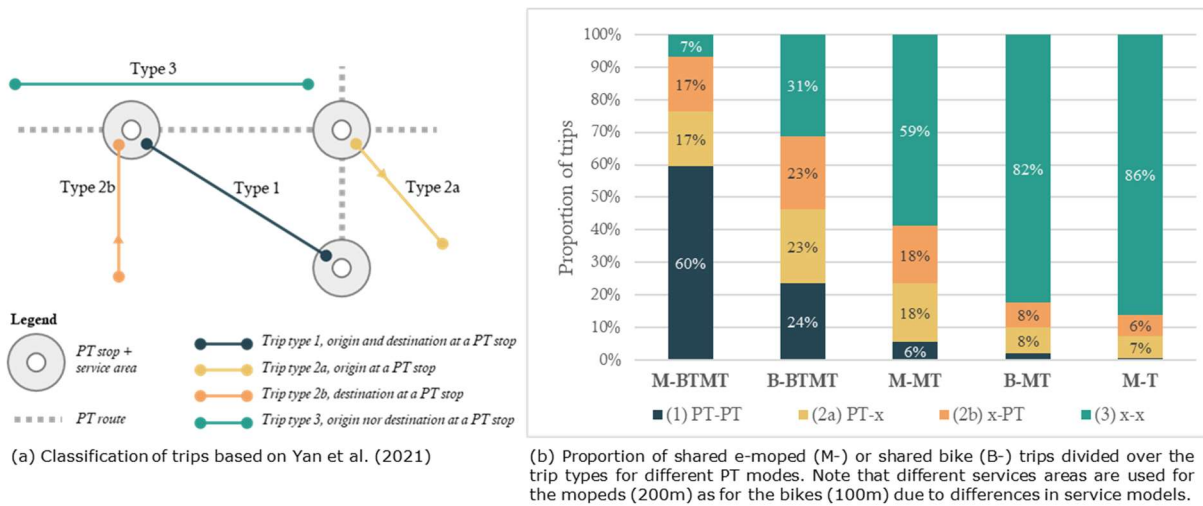 Type 3
Type 2b
Type 1
Type 2a
Legend
PT stop +
service area
PT route
Trip type 1, origin and destination at a PT stop
Trip type 2a, origin at a PT stop
Trip type 2b, destination at a PT stop
Trip type 3, origin nor destination at a PT stop
(a) Classification of trips based on Yan et al. (2021)
Proportion of trips
100%
90%
80%
70%
60%
50%
40%
30%
20%
10%
0%
7%
17%
17%
60%
31%
23%
23%
24%
59%
18%
18%
6%
82%
8%
8%
86%
6%
7%
M-BTMT B-BTMT M-MT B-MT M-T
(1) PT-PT (2a) PT-x (2b) x-PT (3) x-x
(b) Proportion of shared e-moped (M-) or shared bike (B-) trips divided over the
trip types for different PT modes. Note that different services areas are used for
the mopeds (200m) as for the bikes (100m) due to differences in service models.